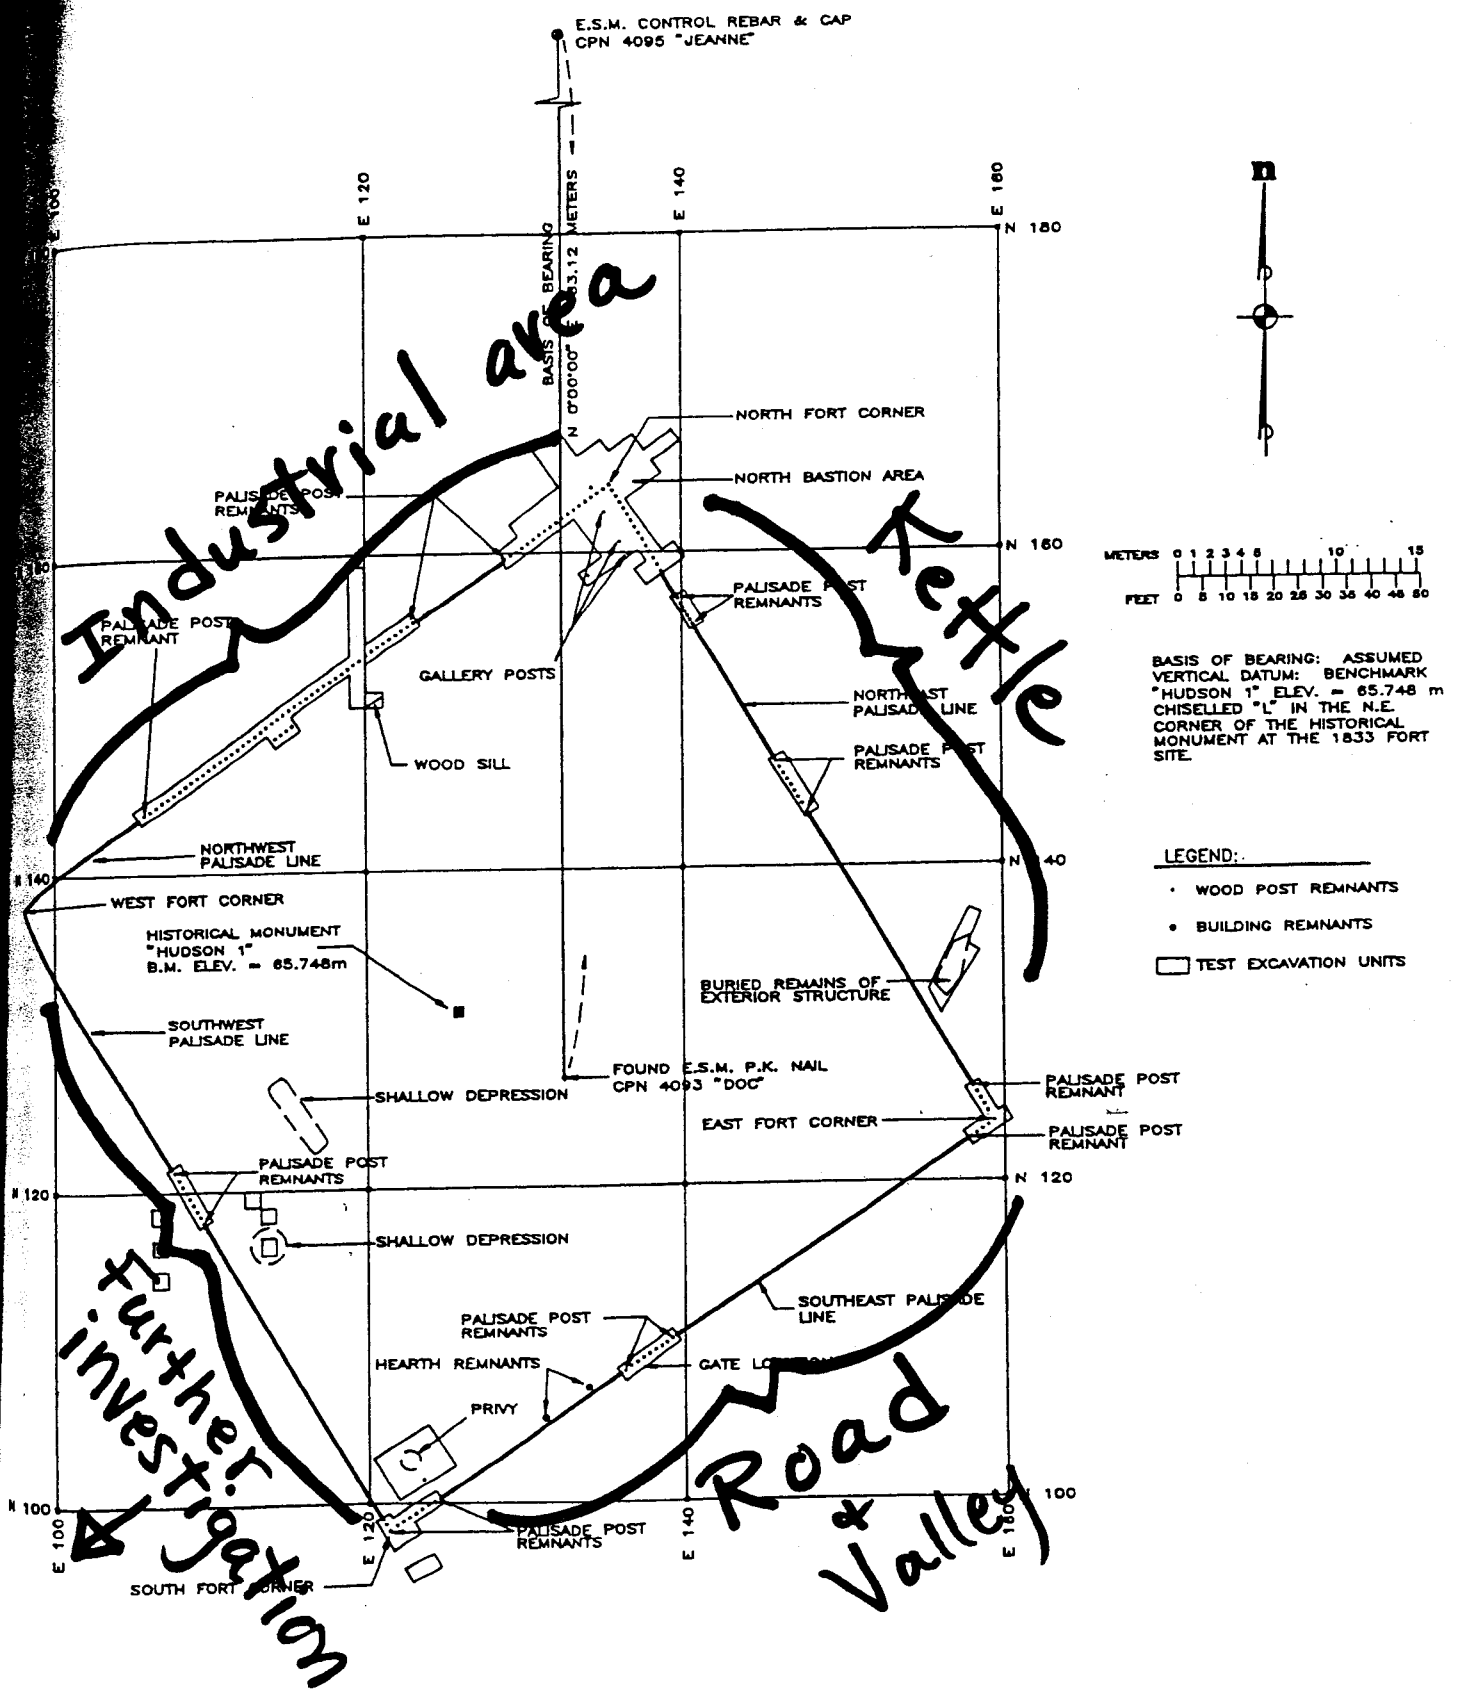 E.S.M. CONTROL REBAR & CAP
CPN 4095 "JEANNE"
E 100
E 120
E 140
E 160
N 180
n
BASIS OF BEARING
N 0°00'00" E 83.12 METERS
Industrial area
NORTH FORT CORNER
NORTH BASTION AREA
PALISADE POST
REMNANTS
Kettle
N 160
METERS 0 1 2 3 4 5 10 15
FEET 0 5 10 15 20 25 30 35 40 45 50
PALISADE POST
REMNANTS
PALISADE POST
REMNANT
GALLERY POSTS
NORTHEAST
PALISADE LINE
BASIS OF BEARING: ASSUMED
VERTICAL DATUM: BENCHMARK
"HUDSON 1" ELEV. = 65.748 m
CHISELLED "L" IN THE N.E.
CORNER OF THE HISTORICAL
MONUMENT AT THE 1833 FORT
SITE.
PALISADE POST
REMNANTS
WOOD SILL
NORTHWEST
PALISADE LINE
N 140
N 140
LEGEND:
WOOD POST REMNANTS
BUILDING REMNANTS
TEST EXCAVATION UNITS
WEST FORT CORNER
HISTORICAL MONUMENT
"HUDSON 1"
B.M. ELEV. = 65.748m
BURIED REMAINS OF
EXTERIOR STRUCTURE
SOUTHWEST
PALISADE LINE
FOUND E.S.M. P.K. NAIL
CPN 4093 "DOC"
SHALLOW DEPRESSION
PALISADE POST
REMNANT
EAST FORT CORNER
PALISADE POST
REMNANT
PALISADE POST
REMNANTS
N 120
N 120
SHALLOW DEPRESSION
Further
investigation
SOUTHEAST PALISADE
LINE
PALISADE POST
REMNANTS
HEARTH REMNANTS
GATE LOCATION
PRIVY
Road
&
Valley
N 100
N 100
E 100
E 120
E 140
E 160
PALISADE POST
REMNANTS
SOUTH FORT CORNER